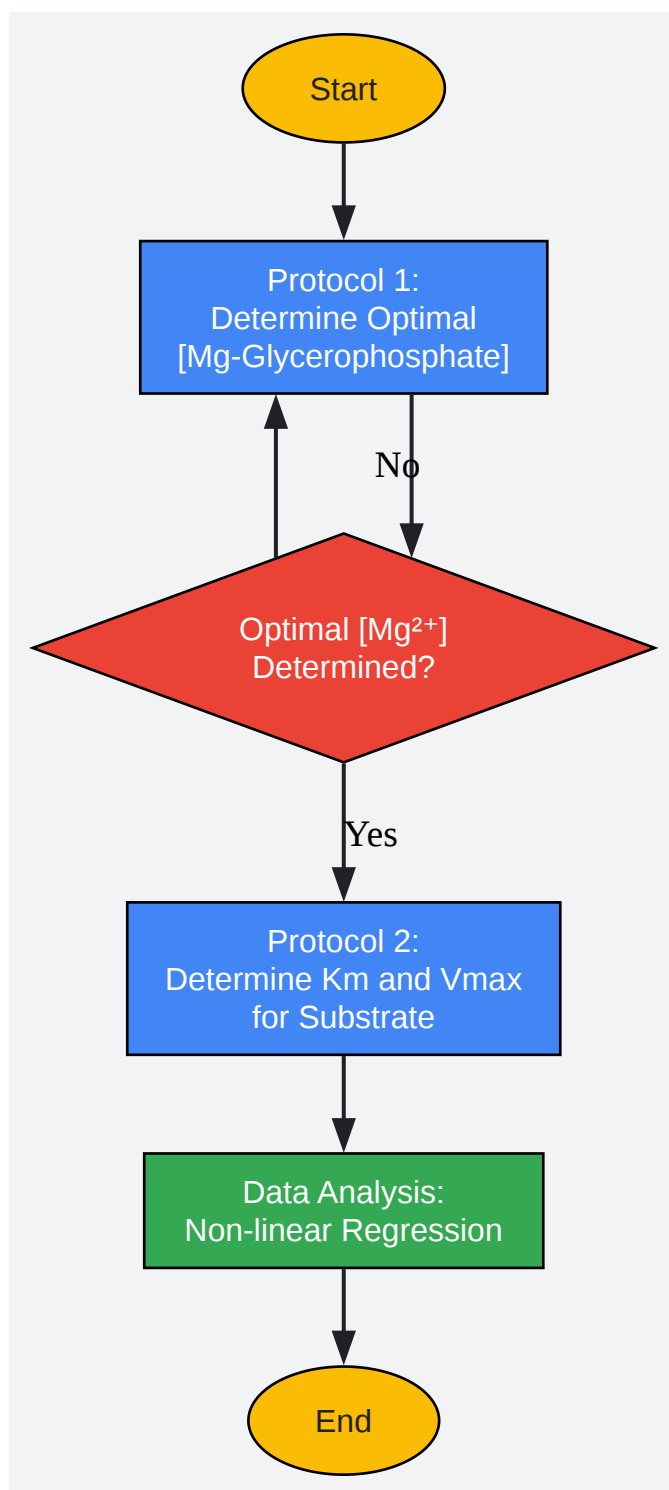 Start
Protocol 1:
Determine Optimal
[Mg-Glycerophosphate]
No
Optimal [Mg²⁺]
Determined?
Yes
Protocol 2:
Determine Km and Vmax
for Substrate
Data Analysis:
Non-linear Regression
End